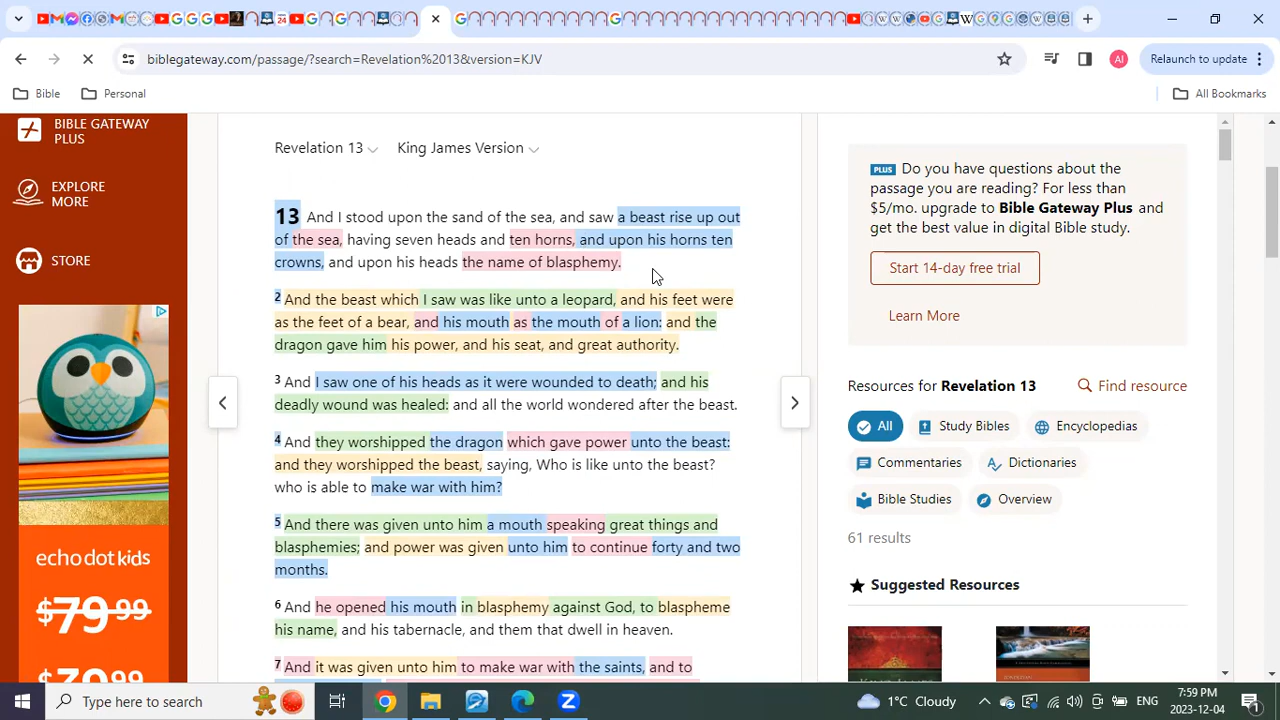 24
biblegateway.com/passage/?search=Revelation%2013&version=KJV
AI
Relaunch to update
Bible
Personal
All Bookmarks
BIBLE GATEWAY
PLUS
EXPLORE
MORE
STORE
echo dot kids
$79.99
Revelation 13
King James Version
13 And I stood upon the sand of the sea, and saw a beast rise up out
of the sea, having seven heads and ten horns, and upon his horns ten
crowns, and upon his heads the name of blasphemy.
2 And the beast which I saw was like unto a leopard, and his feet were
as the feet of a bear, and his mouth as the mouth of a lion: and the
dragon gave him his power, and his seat, and great authority.
3 And I saw one of his heads as it were wounded to death; and his
deadly wound was healed: and all the world wondered after the beast.
4 And they worshipped the dragon which gave power unto the beast:
and they worshipped the beast, saying, Who is like unto the beast?
who is able to make war with him?
5 And there was given unto him a mouth speaking great things and
blasphemies; and power was given unto him to continue forty and two
months.
6 And he opened his mouth in blasphemy against God, to blaspheme
his name, and his tabernacle, and them that dwell in heaven.
7 And it was given unto him to make war with the saints, and to
PLUS Do you have questions about the
passage you are reading? For less than
$5/mo. upgrade to Bible Gateway Plus and
get the best value in digital Bible study.
Start 14-day free trial
Learn More
Resources for Revelation 13
Find resource
All
Study Bibles
Encyclopedias
Commentaries
Dictionaries
Bible Studies
Overview
61 results
Suggested Resources
Type here to search
1°C Cloudy
ENG
7:59 PM
2023-12-04
1